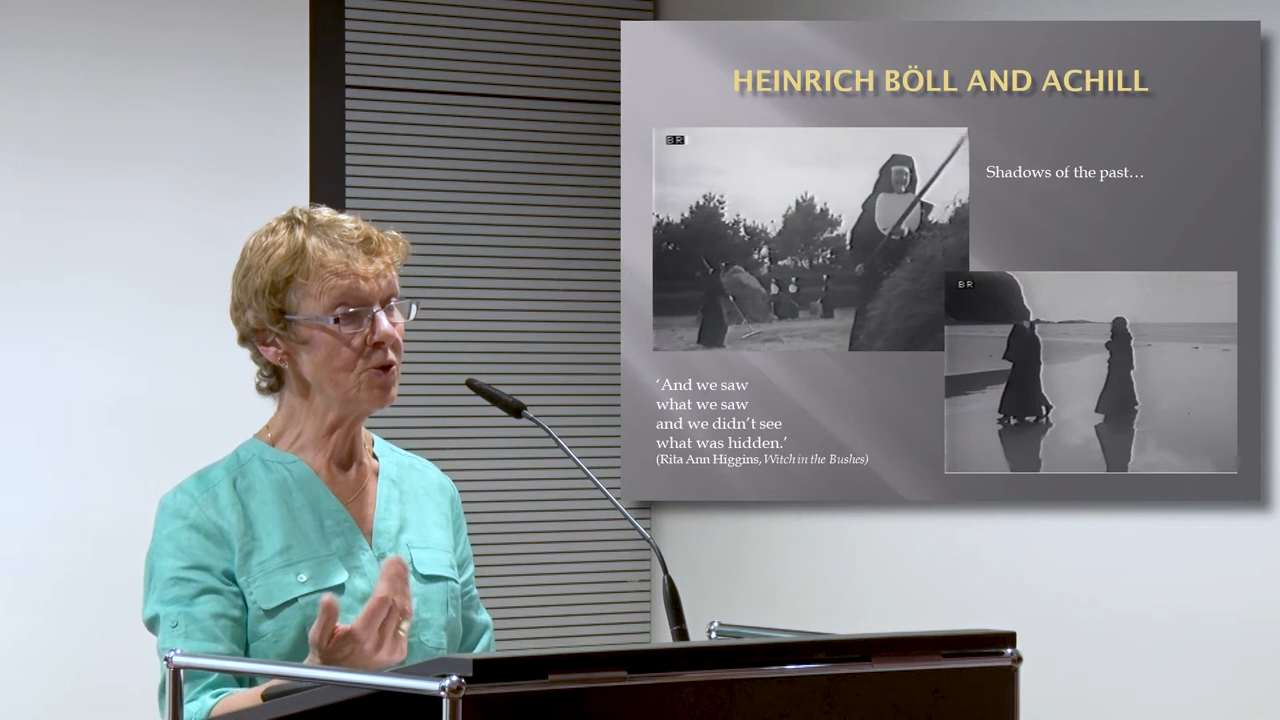 HEINRICH BÖLL AND ACHILL
BR
Shadows of the past…
BR
‘And we saw
what we saw
and we didn’t see
what was hidden.’
(Rita Ann Higgins, Witch in the Bushes)